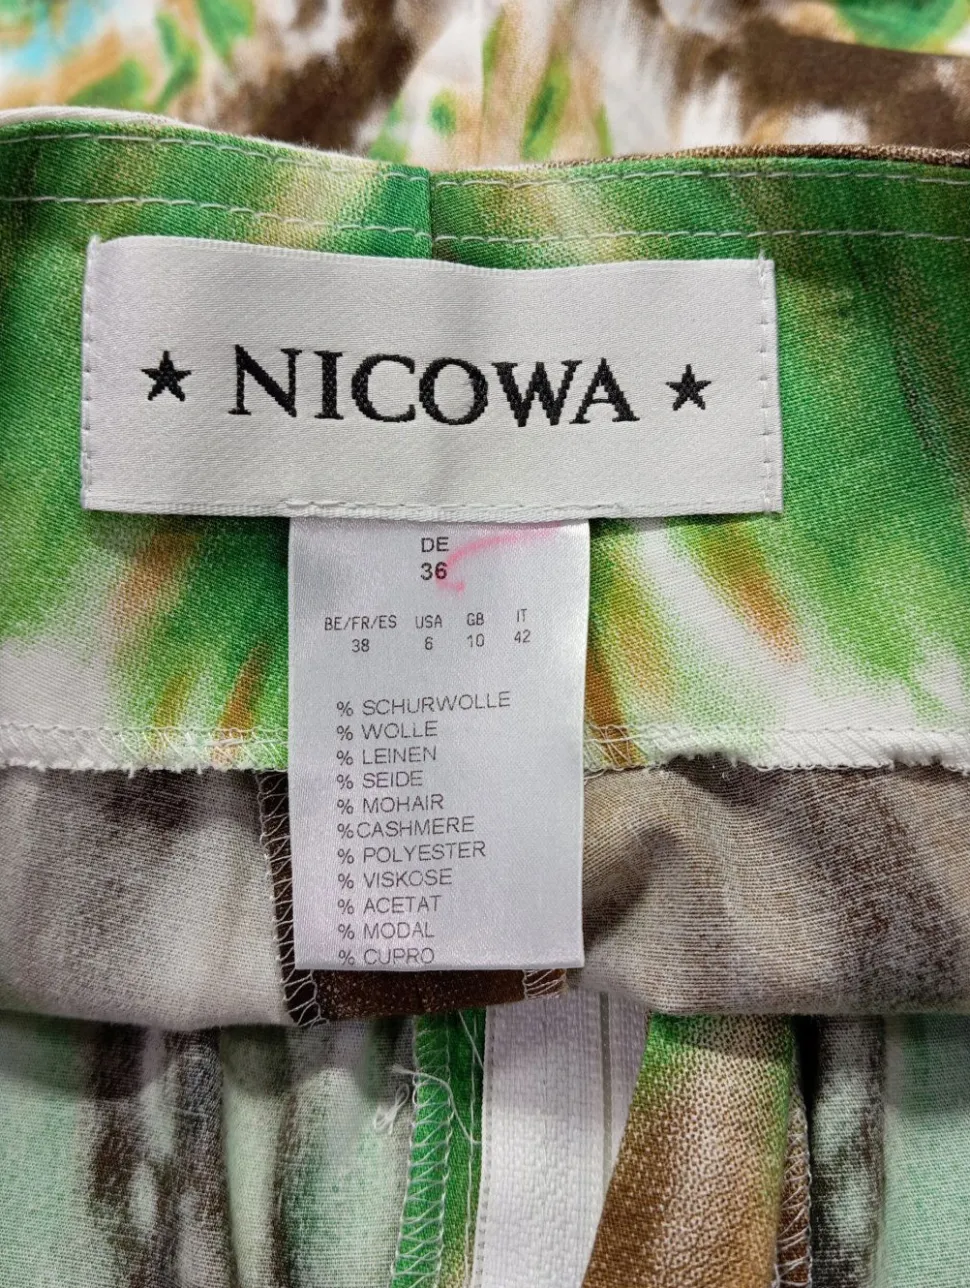 ★ NICOWA ★
DE
36
BE/FR/ES USA GB IT
38 6 10 42
% SCHURWOLLE
% WOLLE
% LEINEN
% SEIDE
% MOHAIR
%CASHMERE
% POLYESTER
% VISKOSE
% ACETAT
% MODAL
% CUPRO